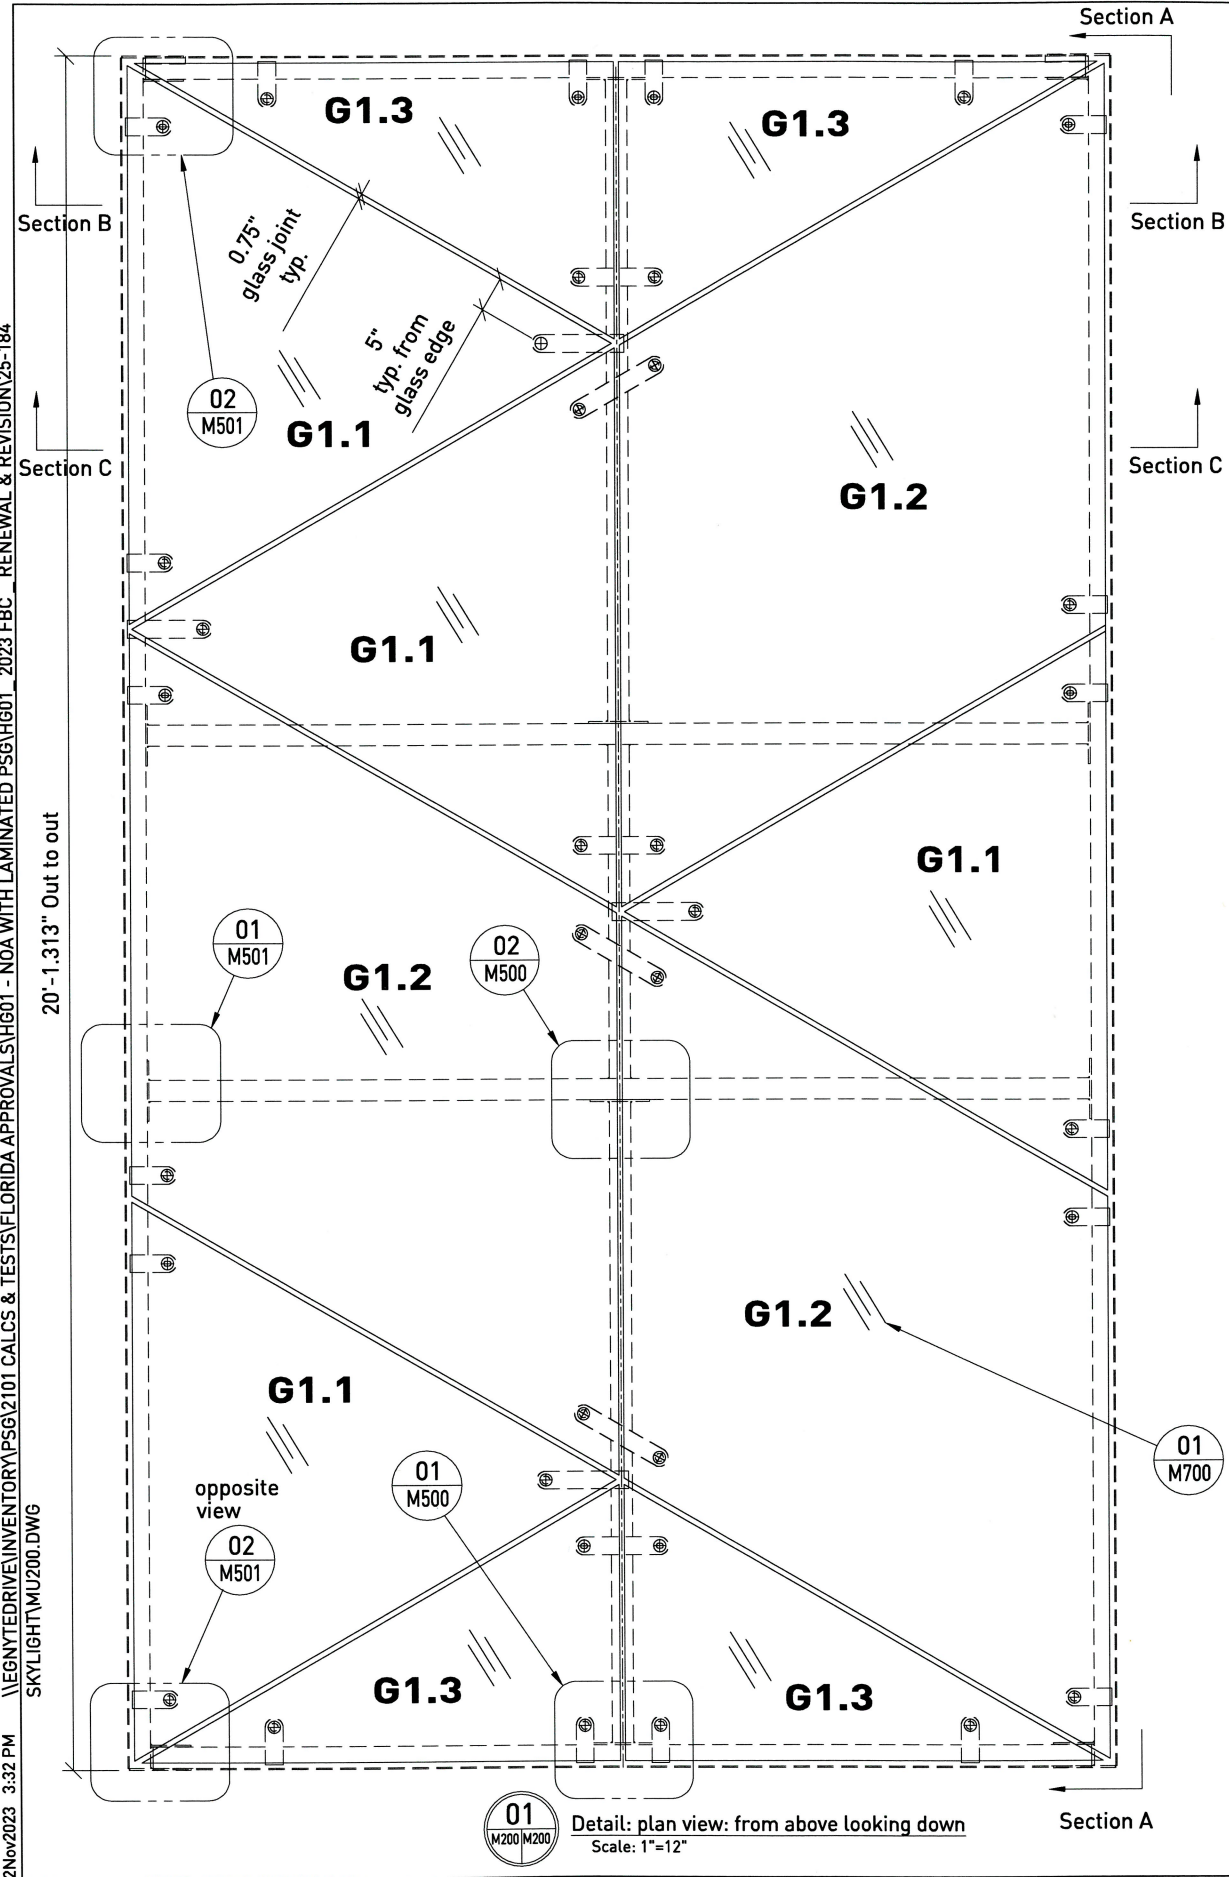 Section A
G1.3
G1.3
Section B
Section B
0.75"
glass joint
typ.
5"
typ. from
glass edge
02
M501
G1.1
G1.2
Section C
Section C
G1.1
20'-1.313" Out to out
G1.1
01
M501
G1.2
02
M500
G1.2
G1.1
01
M500
01
M700
opposite
view
02
M501
G1.3
G1.3
01
M200 M200
Detail: plan view: from above looking down
Scale: 1"=12"
Section A
2Nov2023 3:32 PM \\EGNYTEDRIVE\INVENTORY\PSG\2101 CALCS & TESTS\FLORIDA APPROVALS\HG01 - NOA WITH LAMINATED PSG\HG01_ 2023 FBC _ RENEWAL & REVISION\25-184
SKYLIGHT\MU200.DWG